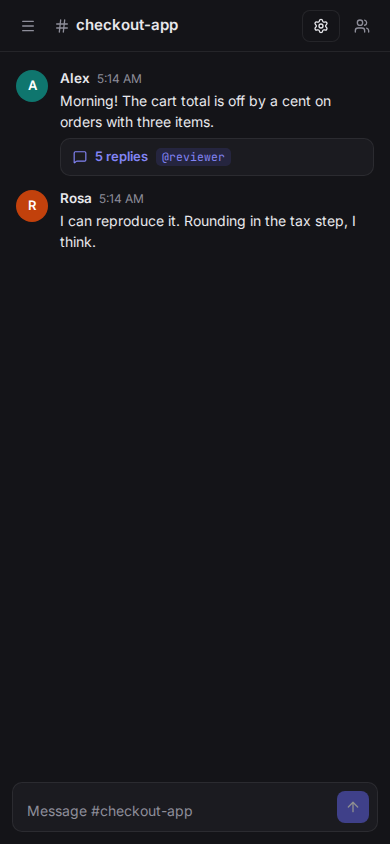 # checkout-app
A
Alex 5:14 AM
Morning! The cart total is off by a cent on
orders with three items.
5 replies @reviewer
R
Rosa 5:14 AM
I can reproduce it. Rounding in the tax step, I
think.
Message #checkout-app